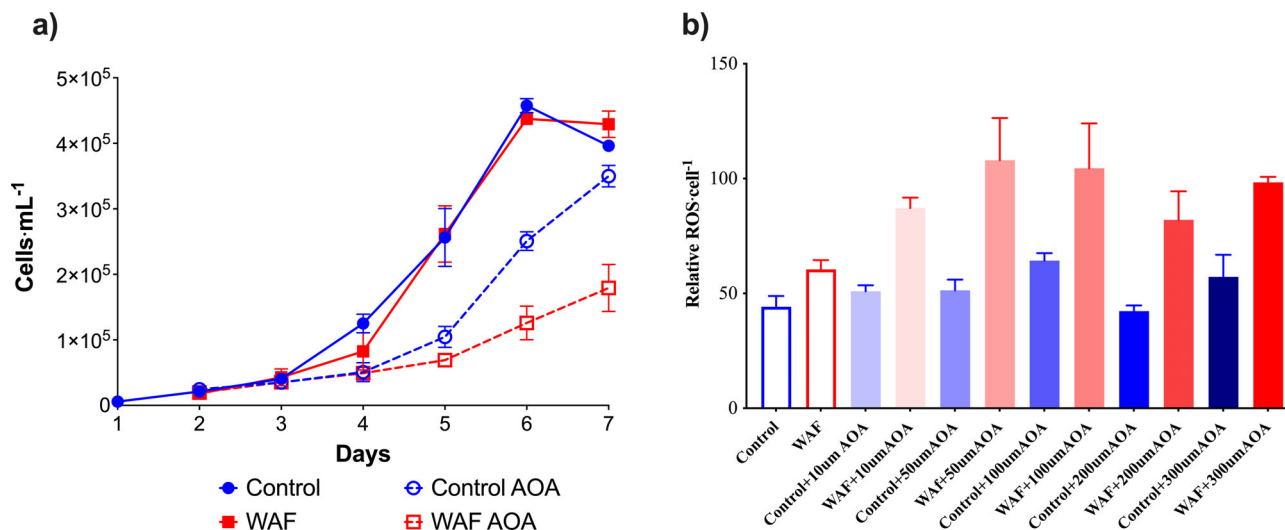 a)
Cells·mL⁻¹
5×10⁵
4×10⁵
3×10⁵
2×10⁵
1×10⁵
0
1 2 3 4 5 6 7
Days
Control
Control AOA
WAF
WAF AOA
b)
Relative ROS·cell⁻¹
150
100
50
0
Control
WAF
Control+10um AOA
WAF+10umAOA
Control+50umAOA
WAf+50umAOA
Control+100umAOA
WAF+100umAOA
Control+200umAOA
WAF+200umAOA
Control+300umAOA
WAF+300umAOA